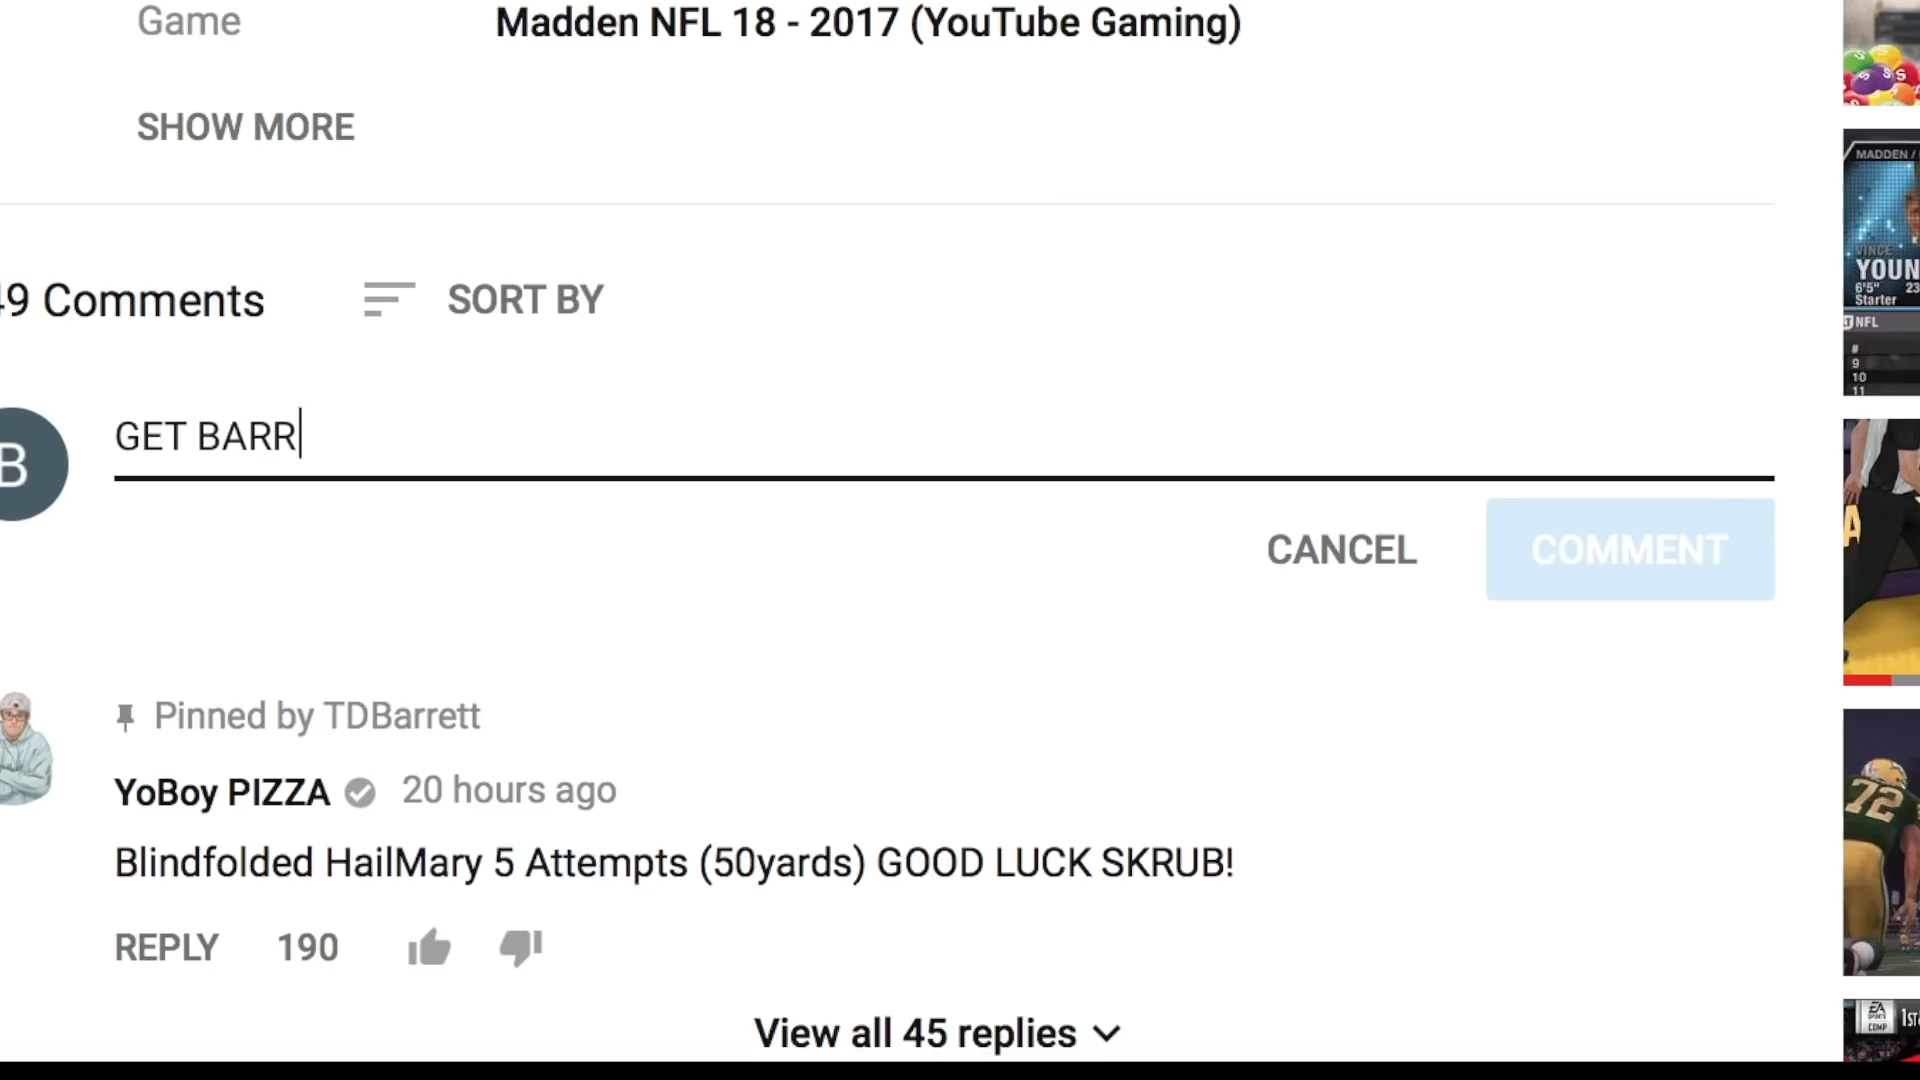 Game
Madden NFL 18 - 2017 (YouTube Gaming)
SHOW MORE
49 Comments
SORT BY
B
GET BARR
CANCEL
COMMENT
Pinned by TDBarrett
YoBoy PIZZA
20 hours ago
Blindfolded HailMary 5 Attempts (50yards) GOOD LUCK SKRUB!
REPLY
190
View all 45 replies
MADDEN /
VINCE
YOUN
6'5" 23
Starter
NFL
#
9
10
11
A
72
EA
SPORTS
COMP
1st